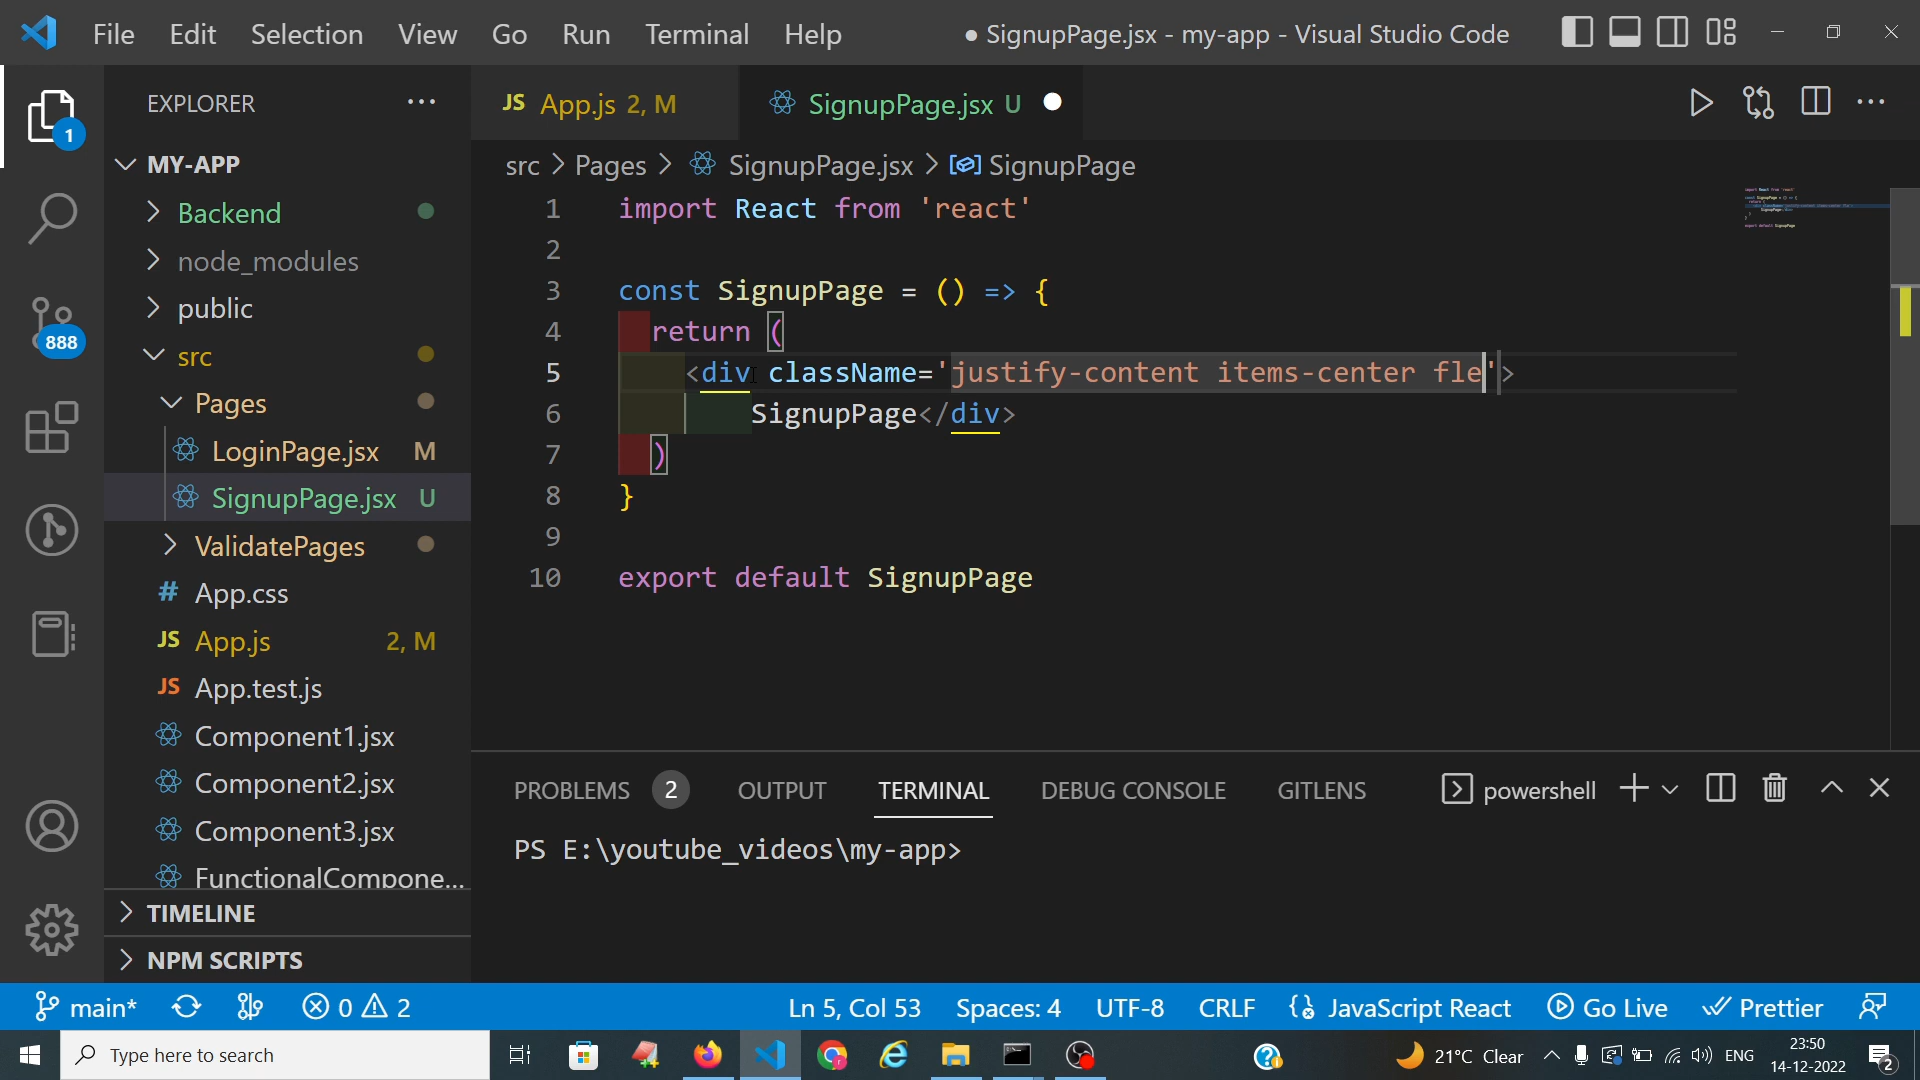 File Edit Selection View Go Run Terminal Help
● SignupPage.jsx - my-app - Visual Studio Code
EXPLORER
JS App.js 2, M
SignupPage.jsx U
1
MY-APP
Backend
node_modules
public
888
src
Pages
LoginPage.jsx M
SignupPage.jsx U
ValidatePages
# App.css
JS App.js 2, M
JS App.test.js
Component1.jsx
Component2.jsx
Component3.jsx
FunctionalCompone...
TIMELINE
NPM SCRIPTS
src > Pages > SignupPage.jsx > SignupPage
1 import React from 'react'
2
3 const SignupPage = () => {
4 return (
5 <div className='justify-content items-center fle'>
6 SignupPage</div>
7 )
8 }
9
10 export default SignupPage
PROBLEMS 2 OUTPUT TERMINAL DEBUG CONSOLE GITLENS
powershell
PS E:\youtube_videos\my-app>
main* 0 2
Ln 5, Col 53 Spaces: 4 UTF-8 CRLF JavaScript React Go Live Prettier
Type here to search
21°C Clear
ENG
23:50
14-12-2022
2